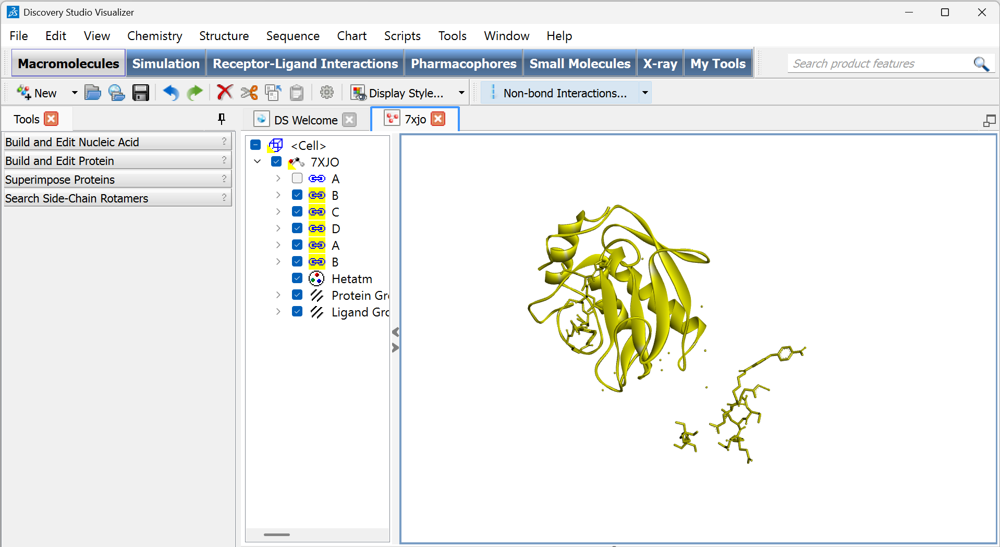 Discovery Studio Visualizer
File Edit View Chemistry Structure Sequence Chart Scripts Tools Window Help
Macromolecules Simulation Receptor-Ligand Interactions Pharmacophores Small Molecules X-ray My Tools Search product features
New Display Style... Non-bond Interactions...
Tools DS Welcome 7xjo
Build and Edit Nucleic Acid ?
Build and Edit Protein ?
Superimpose Proteins ?
Search Side-Chain Rotamers ?
<Cell>
7XJO
A
B
C
D
A
B
Hetatm
Protein Gro
Ligand Gro